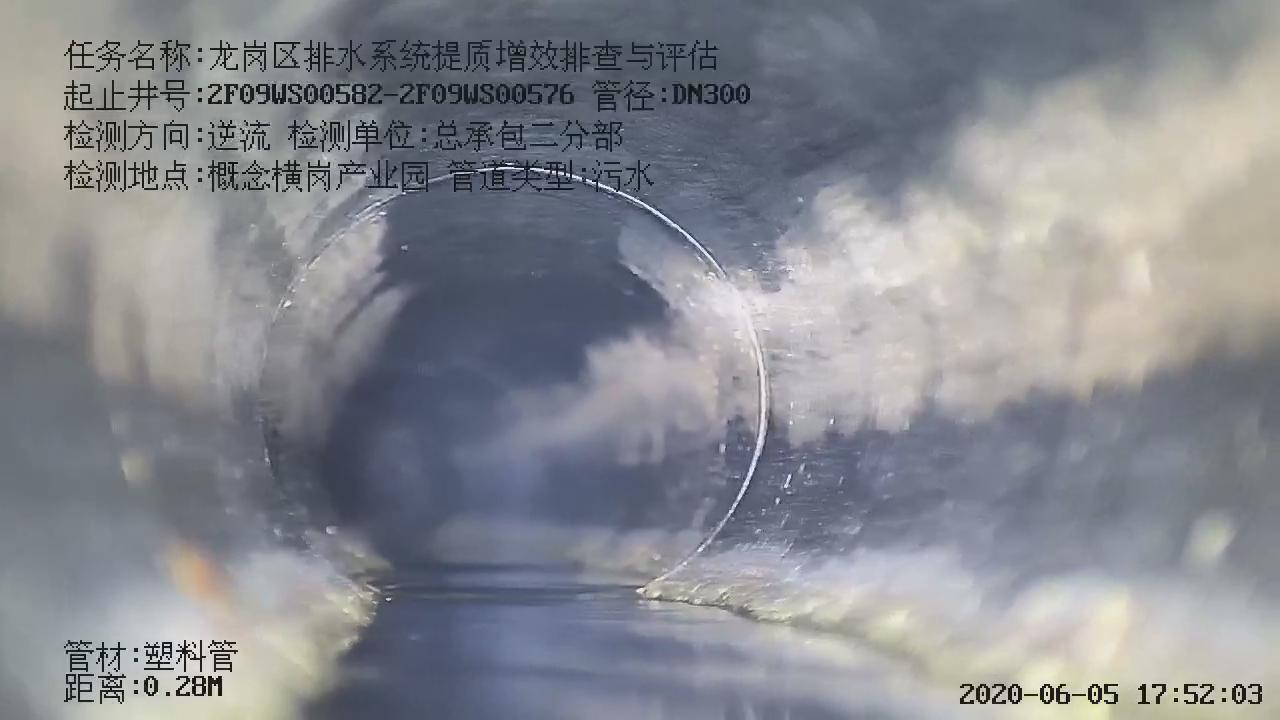 任务名称:龙岗区排水系统提质增效排查与评估
起止井号:2F09WS00582-2F09WS00576 管径:DN300
检测方向:逆流 检测单位:总承包二分部
检测地点:概念横岗产业园 管道类型:污水
管材:塑料管
距离:0.28M
2020-06-05 17:52:03